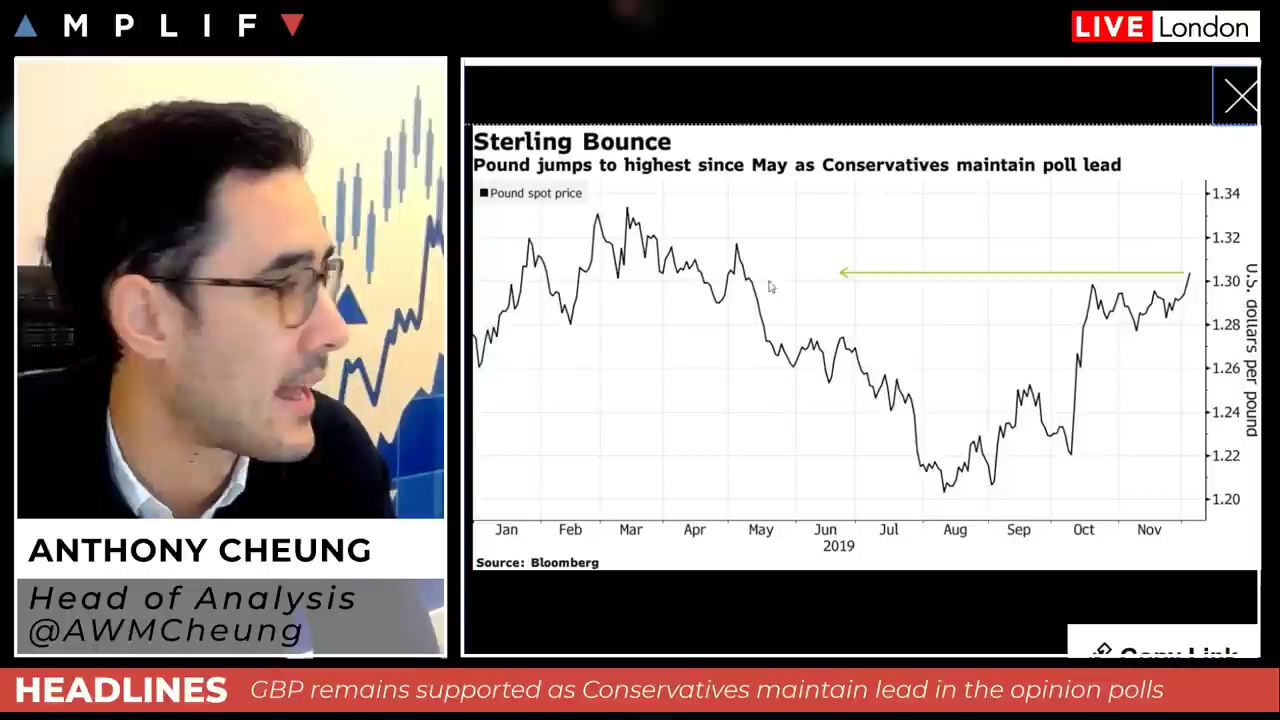 AMPLIFY
LIVE London
Sterling Bounce
Pound jumps to highest since May as Conservatives maintain poll lead
Pound spot price
1.34
1.32
1.30
1.28
1.26
1.24
1.22
1.20
U.S. dollars per pound
Jan Feb Mar Apr May Jun Jul Aug Sep Oct Nov
2019
Source: Bloomberg
Copy Link
ANTHONY CHEUNG
Head of Analysis
@AWMCheung
HEADLINES GBP remains supported as Conservatives maintain lead in the opinion polls